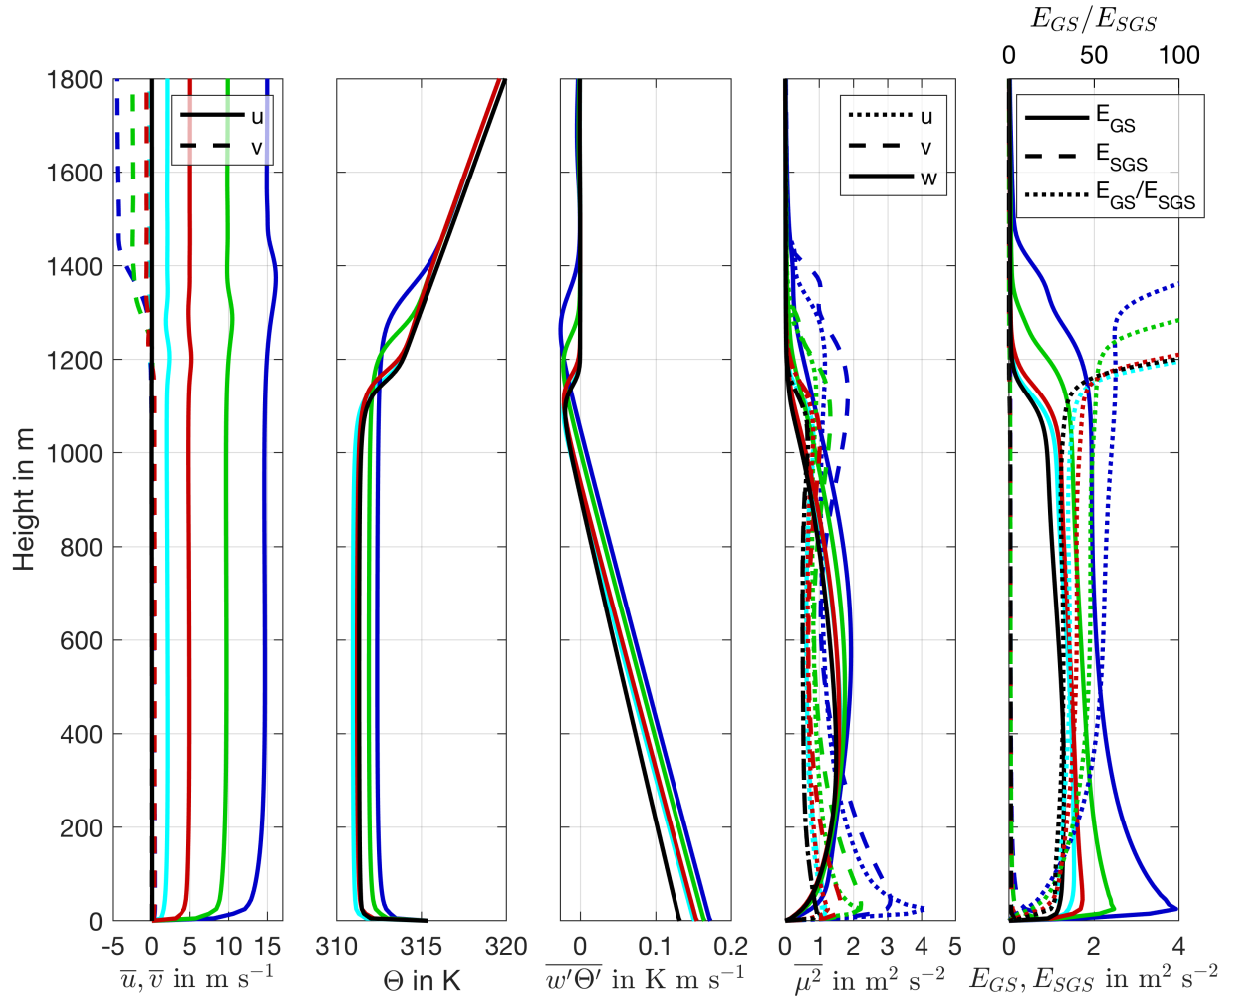 E_GS/E_SGS
0 50 100
1800
1600
1400
1200
1000
800
600
400
200
0
Height in m
u
v
u
v
w
E_GS
E_SGS
E_GS/E_SGS
-5 0 5 10 15
310 315 320
0 0.1 0.2
0 1 2 3 4 5
0 2 4
u̅, v̅ in m s⁻¹
Θ in K
w′Θ′ in K m s⁻¹
μ² in m² s⁻²
E_GS, E_SGS in m² s⁻²